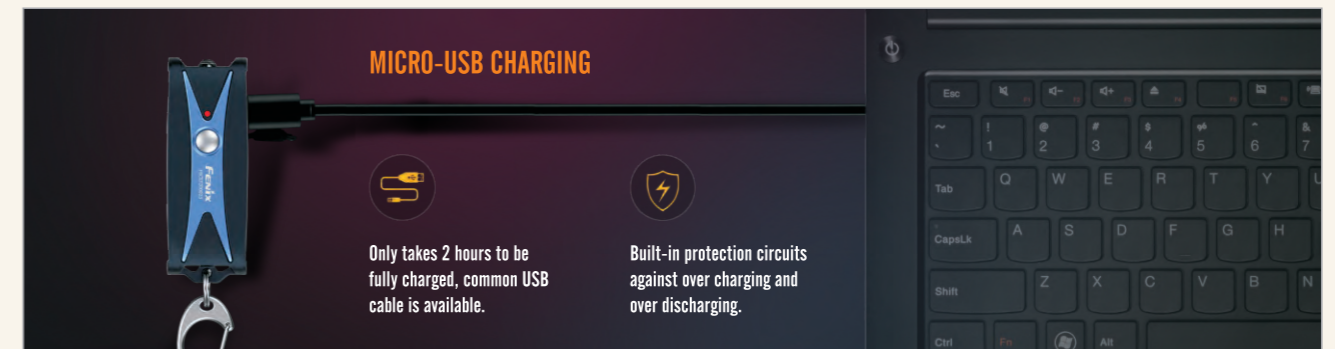 MICRO-USB CHARGING
FENIX
Only takes 2 hours to be
fully charged, common USB
cable is available.
Built-in protection circuits
against over charging and
over discharging.
Esc
~ ! @ # $ ^ &
1 2 3 4 5 6 7
Tab Q W E R T Y U
CapsLk A S D F G H
Shift Z X C V B N
Ctrl Fn Alt